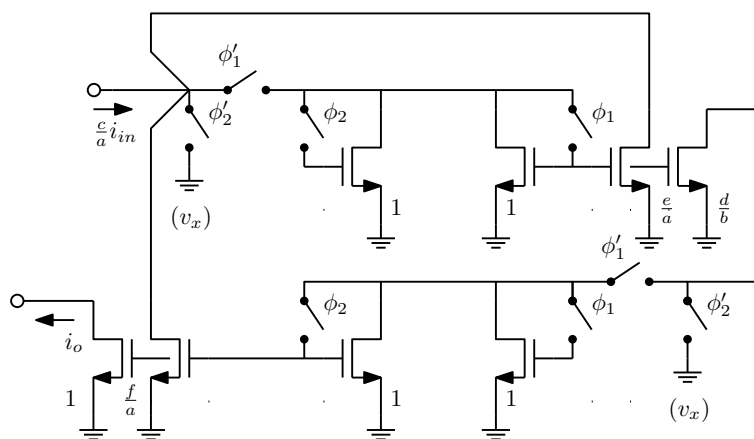 ϕ′₁
ϕ′₂ ϕ₂ ϕ₁
c/a i_in
(v_x) 1 1 e/a d/b
ϕ′₁
ϕ₂ ϕ₁ ϕ′₂
i_o
1 f/a 1 1 (v_x)